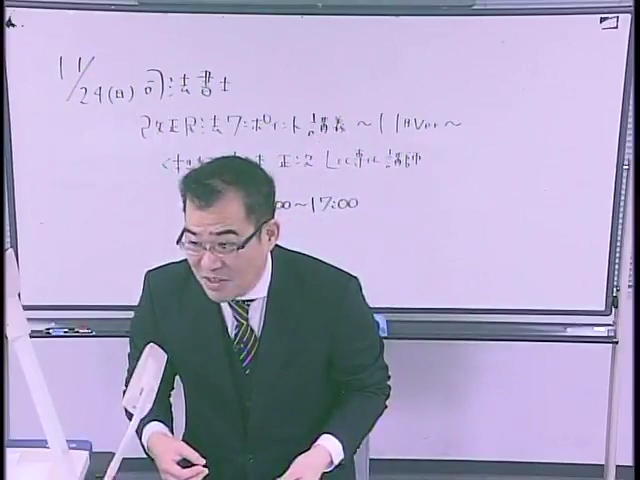 11/24(日) 司法書士
改正民法ワンポイント講義 ~11月Ver~
正次 LEC専任講師
00~17:00